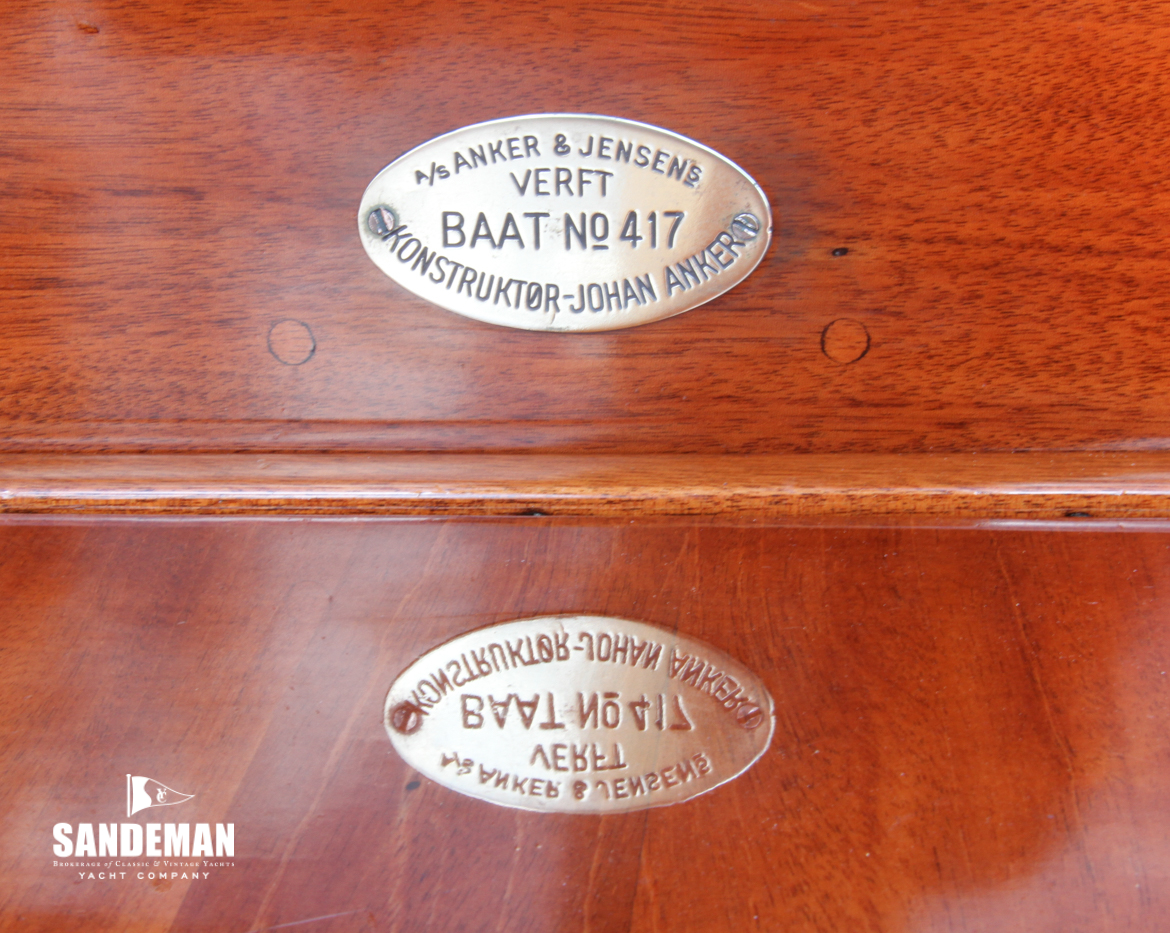 A/S ANKER & JENSENS
VERFT
BAAT No 417
KONSTRUKTØR-JOHAN ANKER
KONSTRUKTØR-JOHAN ANKER
BAAT No 417
VERFT
A/S ANKER & JENSENS
YC
SANDEMAN
BROKERAGE of CLASSIC & VINTAGE YACHTS
YACHT COMPANY